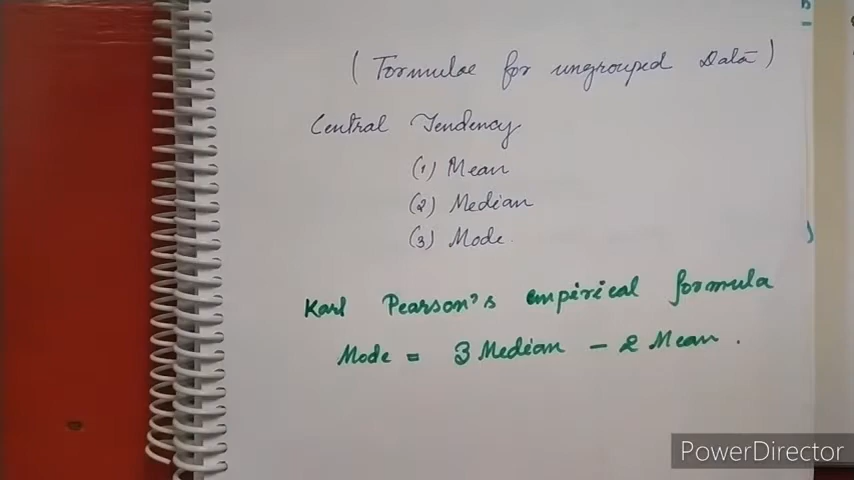 (Formulae for ungrouped Data)
Central Tendency
(1) Mean
(2) Median
(3) Mode.
Karl Pearson's empirical formula
Mode = 3 Median - 2 Mean.
PowerDirector